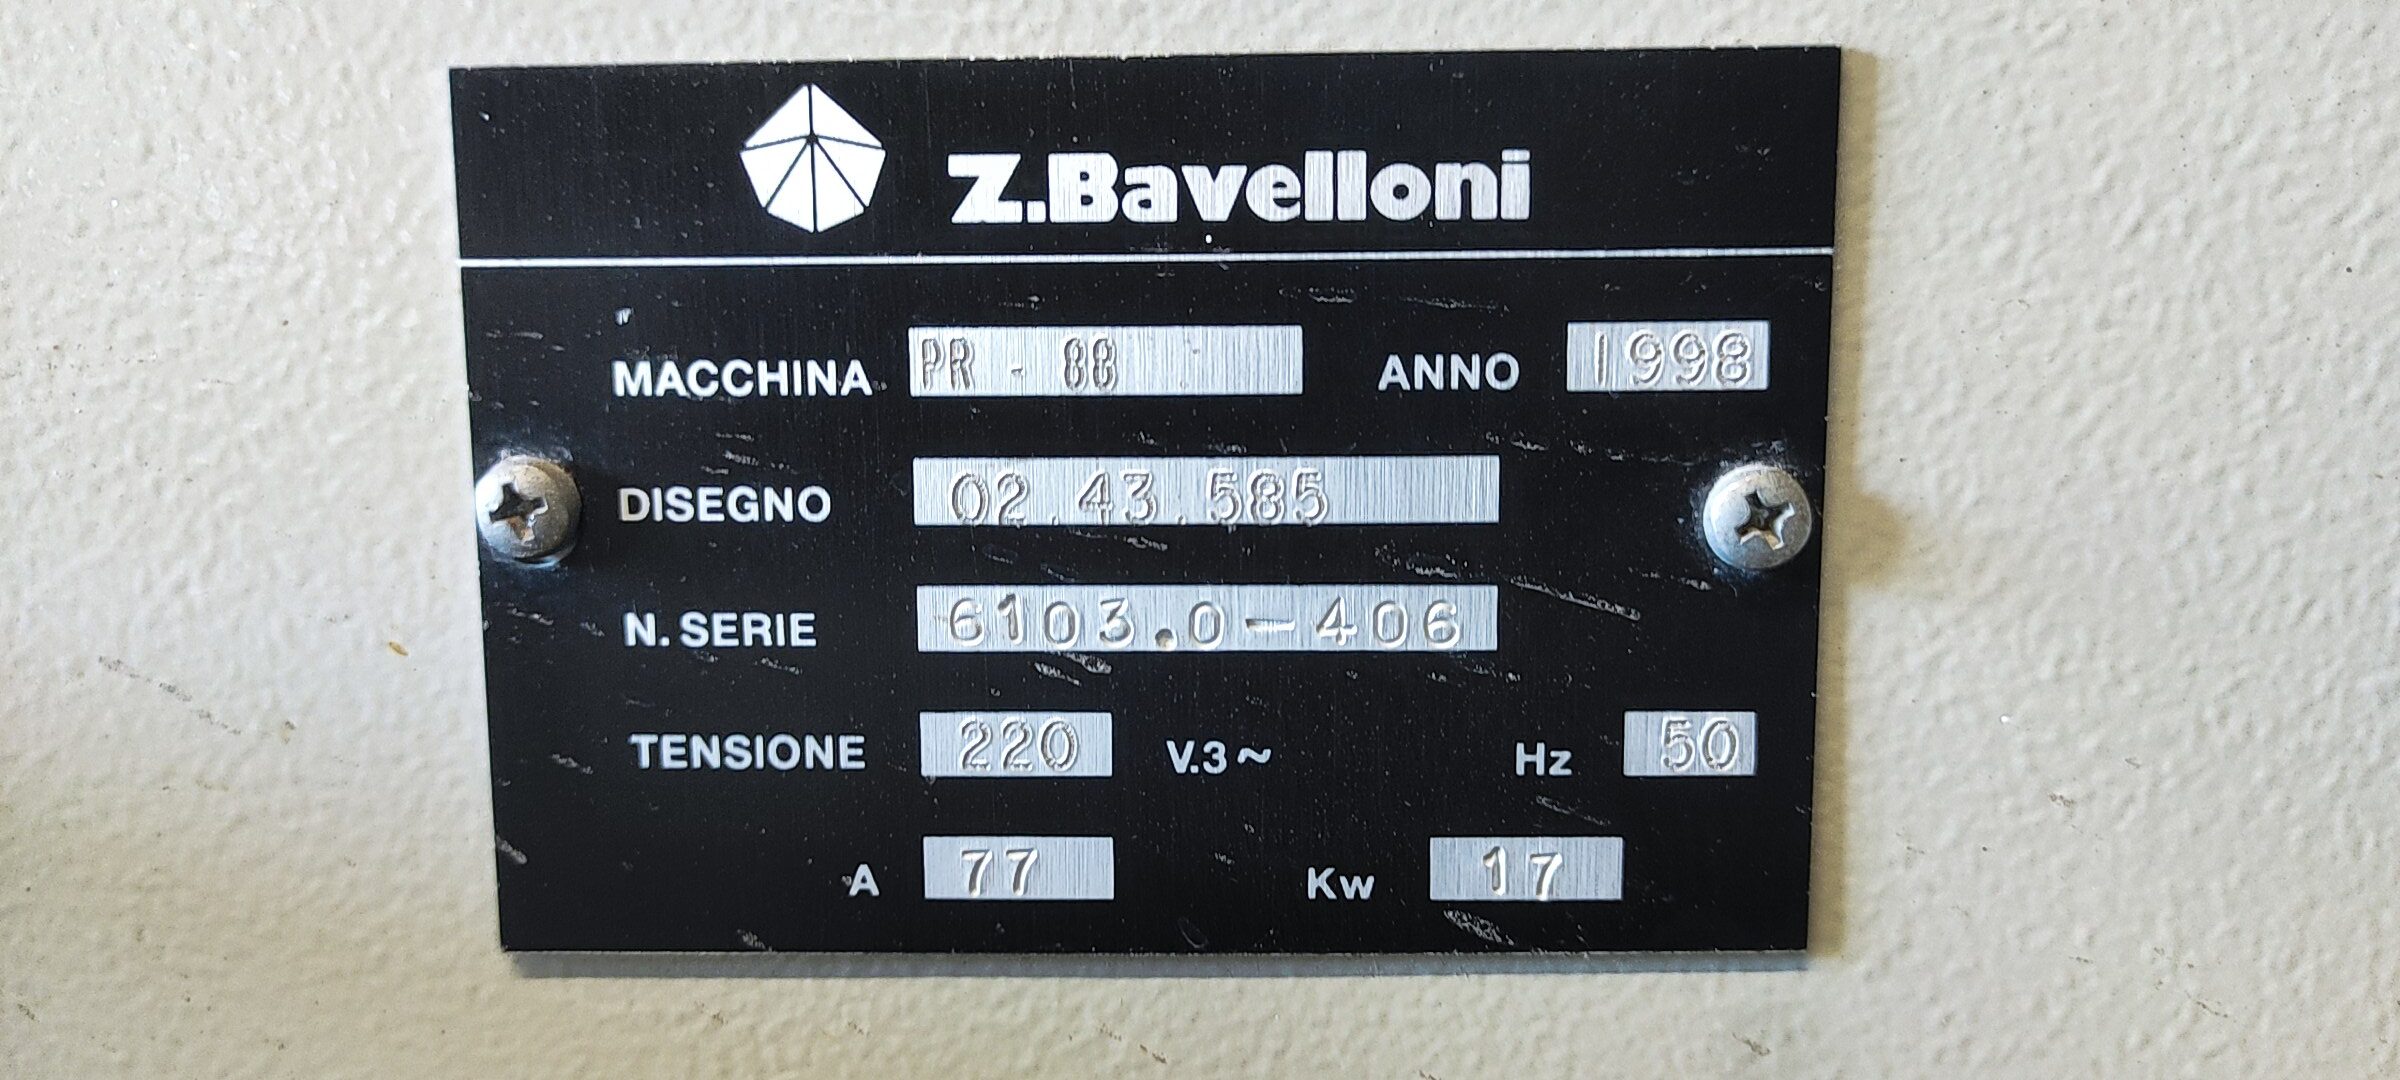 Z.Bavelloni
MACCHINA PR - 88 ANNO 1998
DISEGNO 02.43.585
N. SERIE 6103.0-406
TENSIONE 220 V.3~ Hz 50
A 77 Kw 17